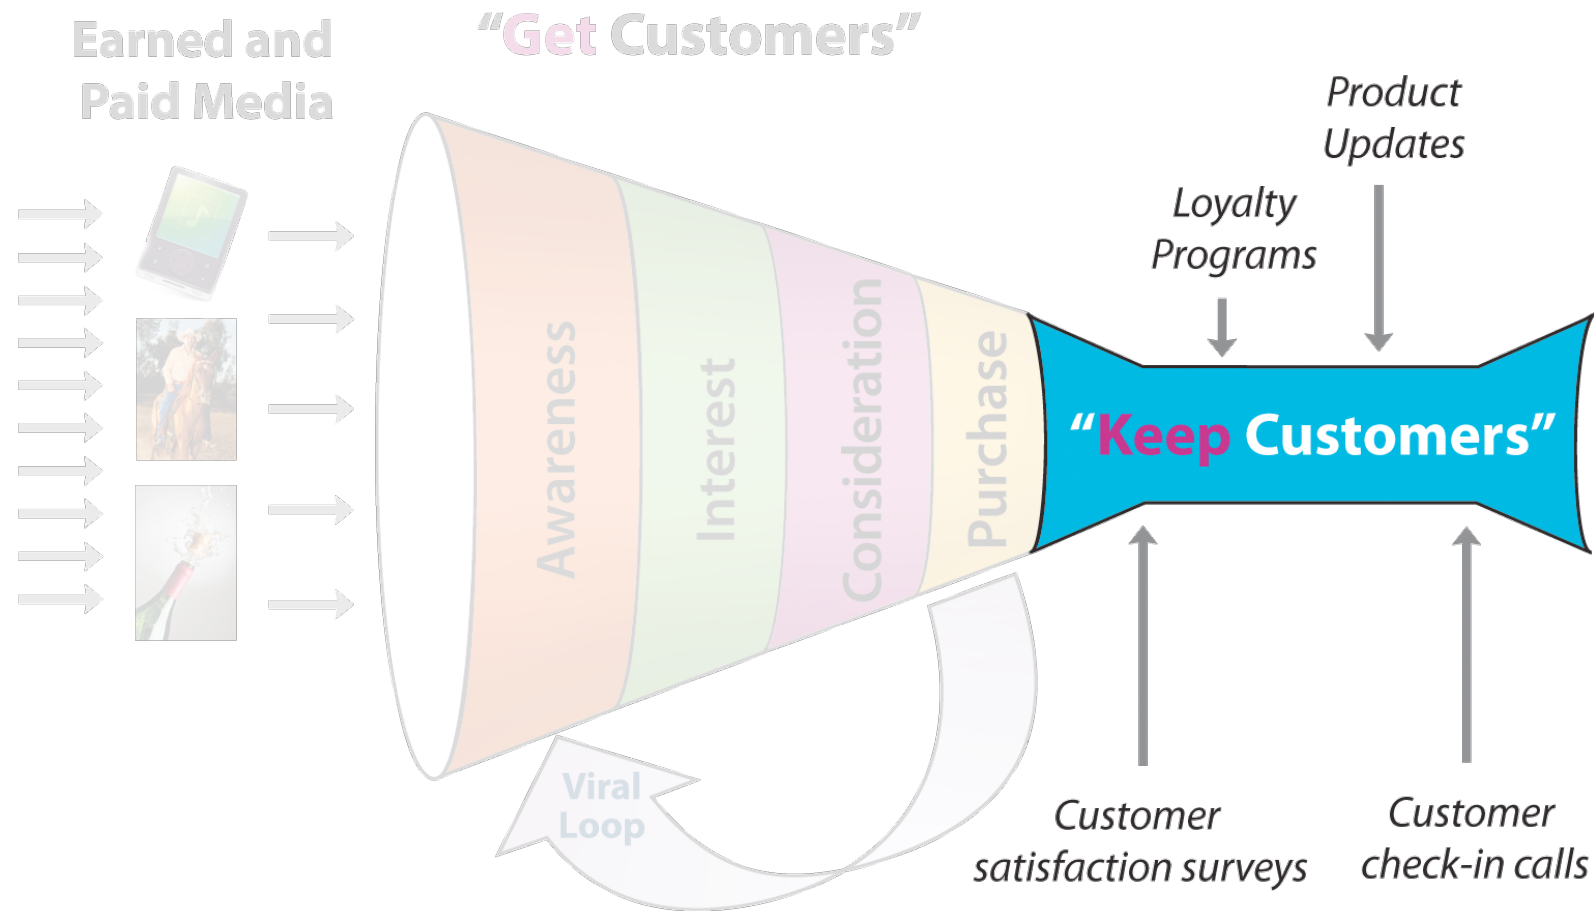 Earned and
Paid Media
“Get Customers”
Product
Updates
Loyalty
Programs
Awareness
Interest
Consideration
Purchase
“Keep Customers”
Viral
Loop
Customer
satisfaction surveys
Customer
check-in calls